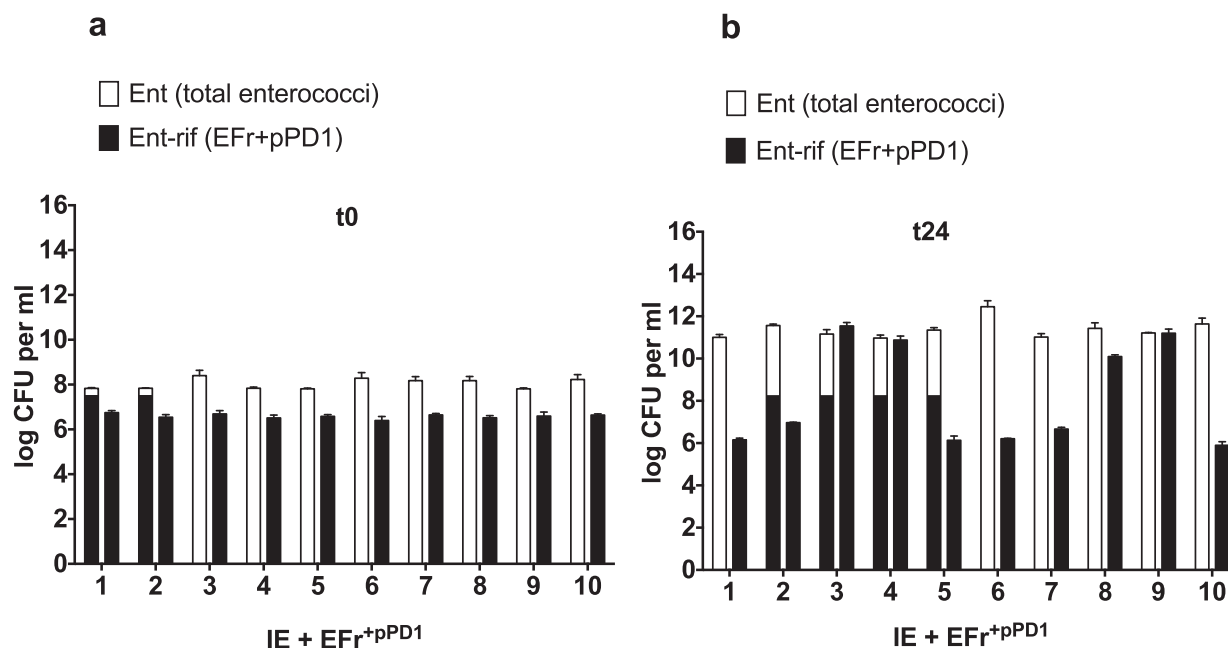 a
Ent (total enterococci)
Ent-rif (EFr+pPD1)
t0
log CFU per ml
16
14
12
10
8
6
4
2
0
1 2 3 4 5 6 7 8 9 10
IE + EFr+pPD1
b
Ent (total enterococci)
Ent-rif (EFr+pPD1)
t24
log CFU per ml
16
14
12
10
8
6
4
2
0
1 2 3 4 5 6 7 8 9 10
IE + EFr+pPD1